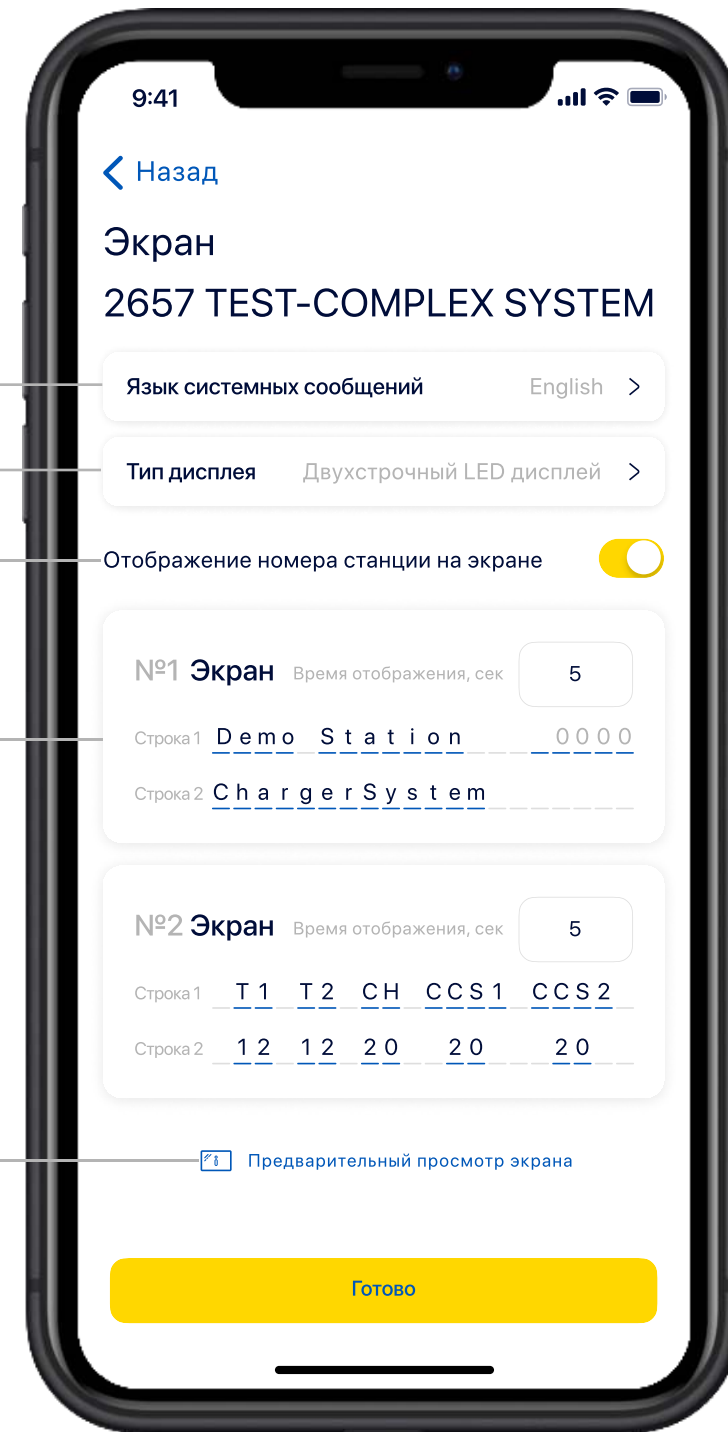 9:41
Назад
Экран
2657 TEST-COMPLEX SYSTEM
Язык системных сообщений English
Тип дисплея Двухстрочный LED дисплей
Отображение номера станции на экране
№1 Экран Время отображения, сек 5
Строка 1 Demo Station 0000
Строка 2 ChargerSystem
№2 Экран Время отображения, сек 5
Строка 1 T1 T2 CH CCS1 CCS2
Строка 2 12 12 20 20 20
Предварительный просмотр экрана
Готово